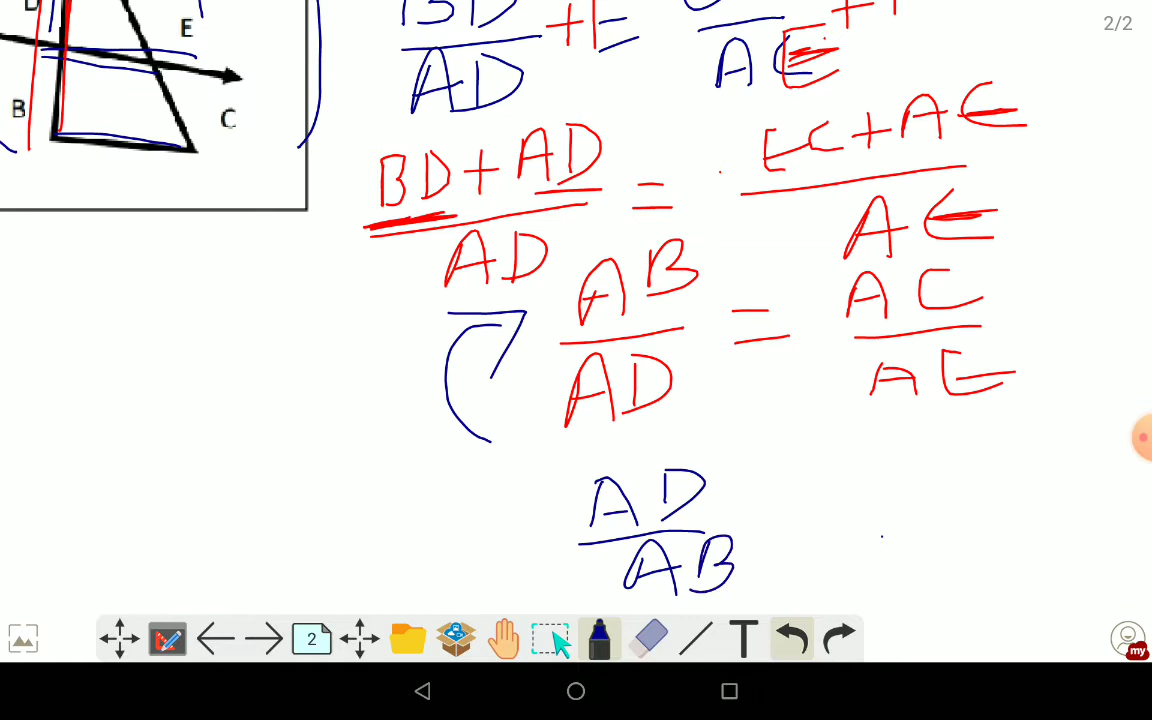 2/2
D
E
B
C
BD/AD + 1 = /AE + 1
BD + AD/AD = EC + AE/AE
AB/AD = AC/AE
AD/AB
2
T
my